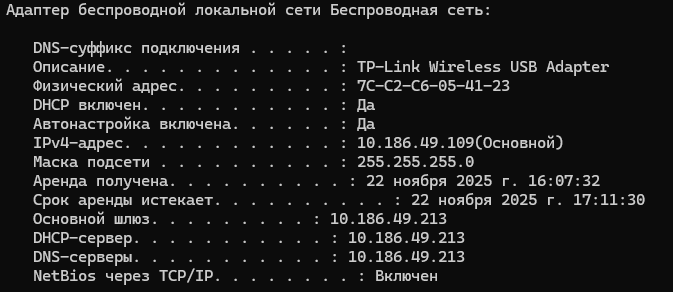 Адаптер беспроводной локальной сети Беспроводная сеть:
DNS-суффикс подключения . . . . . :
Описание. . . . . . . . . . . . . : TP-Link Wireless USB Adapter
Физический адрес. . . . . . . . . : 7C-C2-C6-05-41-23
DHCP включен. . . . . . . . . . . : Да
Автонастройка включена. . . . . . : Да
IPv4-адрес. . . . . . . . . . . . : 10.186.49.109(Основной)
Маска подсети . . . . . . . . . . : 255.255.255.0
Аренда получена. . . . . . . . . . : 22 ноября 2025 г. 16:07:32
Срок аренды истекает. . . . . . . . . . : 22 ноября 2025 г. 17:11:30
Основной шлюз. . . . . . . . . : 10.186.49.213
DHCP-сервер. . . . . . . . . . . : 10.186.49.213
DNS-серверы. . . . . . . . . . . : 10.186.49.213
NetBios через TCP/IP. . . . . . . . : Включен